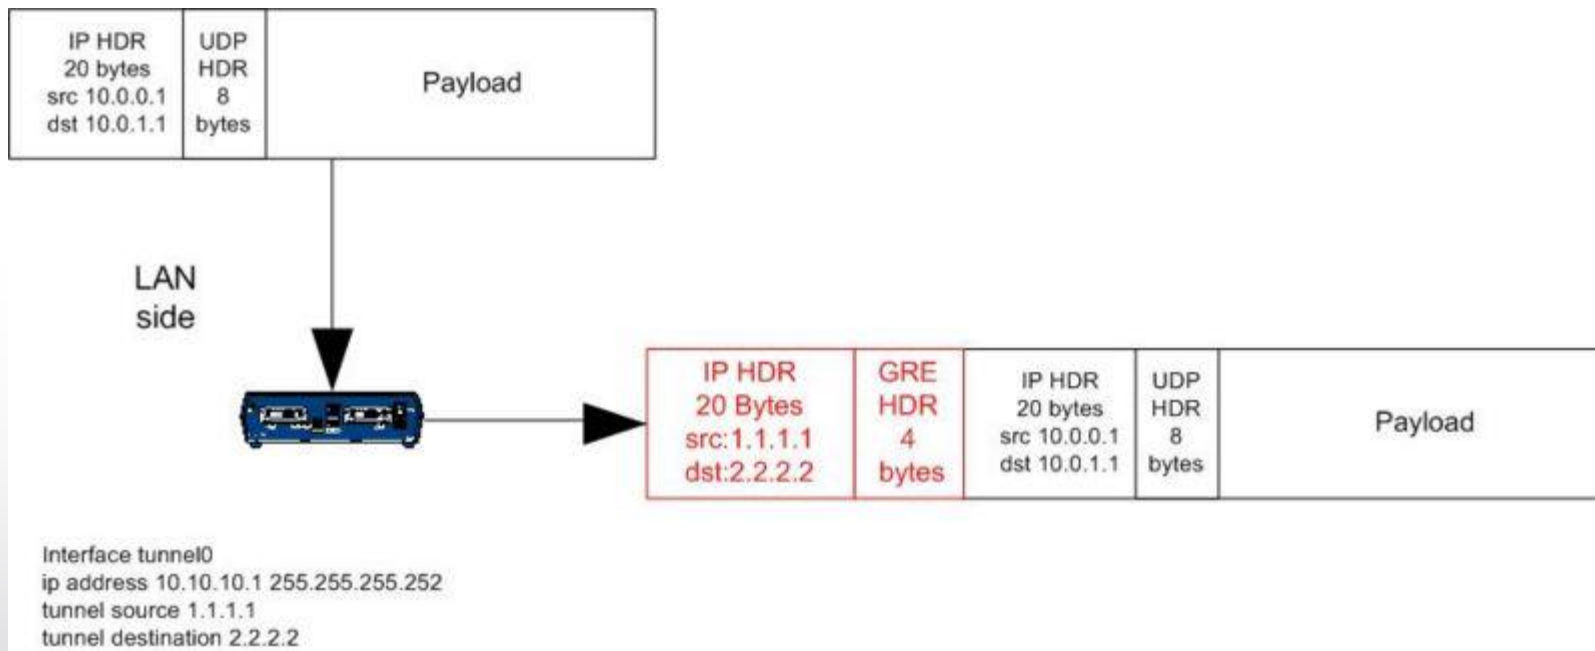 IP HDR
20 bytes
src 10.0.0.1
dst 10.0.1.1
UDP
HDR
8
bytes
Payload
LAN
side
IP HDR
20 Bytes
src:1.1.1.1
dst:2.2.2.2
GRE
HDR
4
bytes
IP HDR
20 bytes
src 10.0.0.1
dst 10.0.1.1
UDP
HDR
8
bytes
Payload
Interface tunnel0
ip address 10.10.10.1 255.255.255.252
tunnel source 1.1.1.1
tunnel destination 2.2.2.2